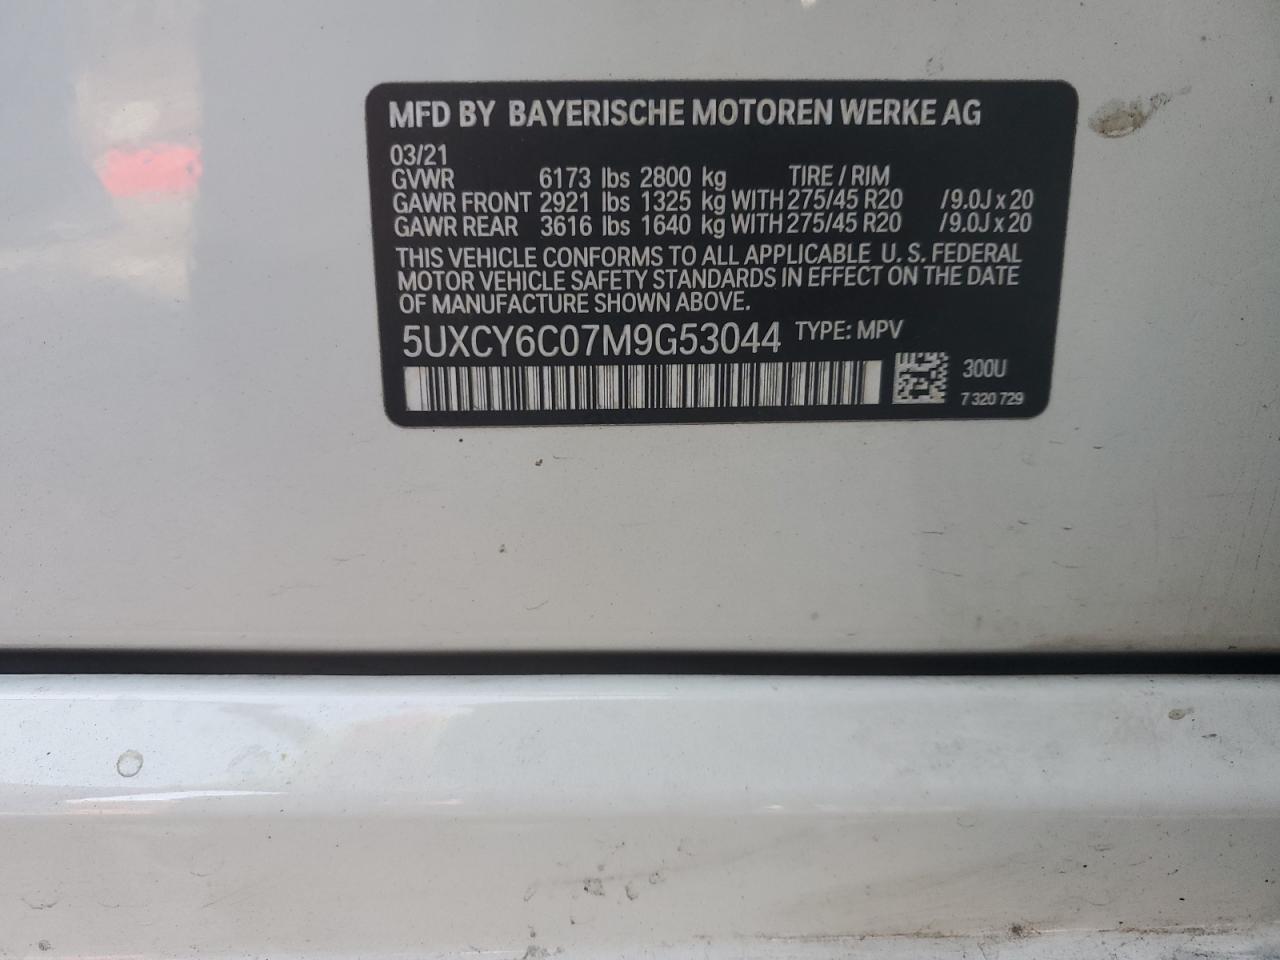 MFD BY BAYERISCHE MOTOREN WERKE AG
03/21
GVWR 6173 lbs 2800 kg TIRE / RIM
GAWR FRONT 2921 lbs 1325 kg WITH 275/45 R20 /9.0J x 20
GAWR REAR 3616 lbs 1640 kg WITH 275/45 R20 /9.0J x 20
THIS VEHICLE CONFORMS TO ALL APPLICABLE U. S. FEDERAL
MOTOR VEHICLE SAFETY STANDARDS IN EFFECT ON THE DATE
OF MANUFACTURE SHOWN ABOVE.
5UXCY6C07M9G53044 TYPE: MPV
300U
7 320 729